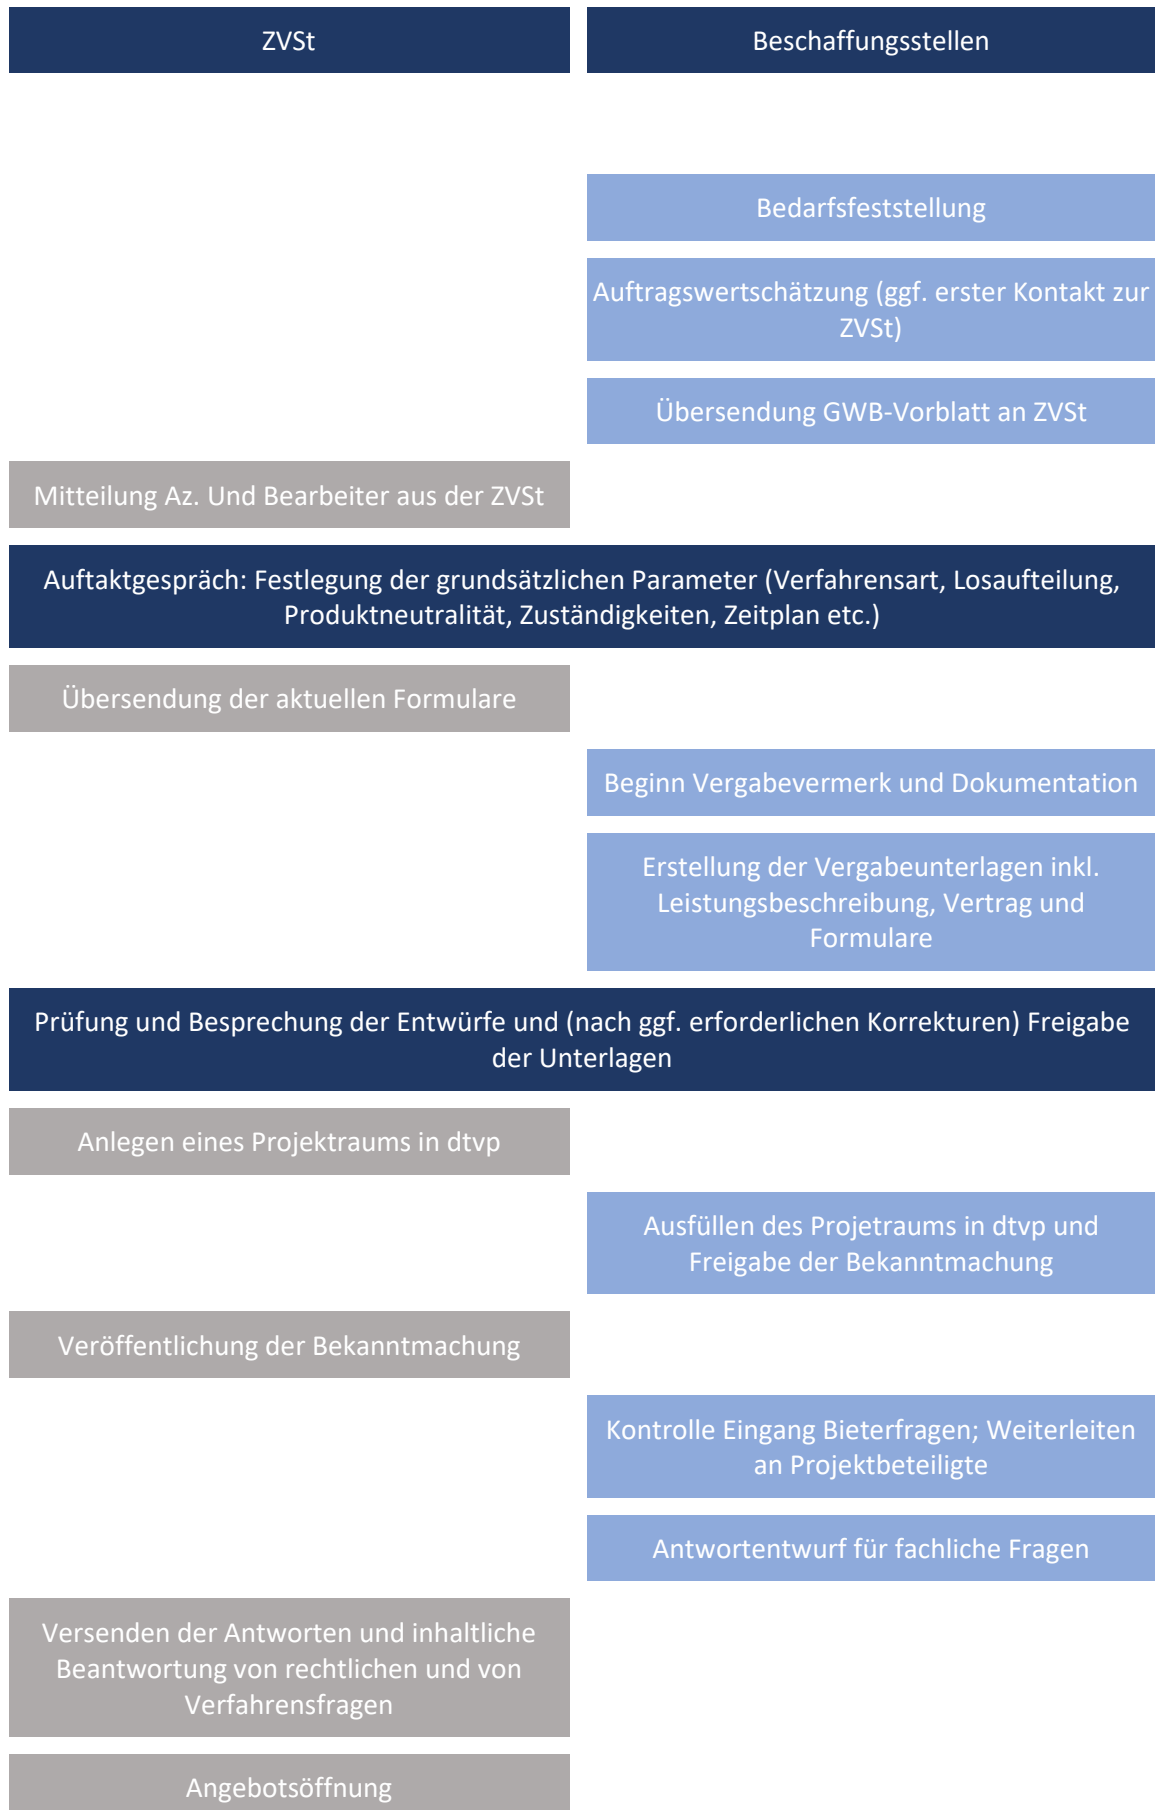 ZVSt
Beschaffungsstellen
Bedarfsfeststellung
Auftragswertschätzung (ggf. erster Kontakt zur
ZVSt)
Übersendung GWB-Vorblatt an ZVSt
Mitteilung Az. Und Bearbeiter aus der ZVSt
Auftaktgespräch: Festlegung der grundsätzlichen Parameter (Verfahrensart, Losaufteilung,
Produktneutralität, Zuständigkeiten, Zeitplan etc.)
Übersendung der aktuellen Formulare
Beginn Vergabevermerk und Dokumentation
Erstellung der Vergabeunterlagen inkl.
Leistungsbeschreibung, Vertrag und
Formulare
Prüfung und Besprechung der Entwürfe und (nach ggf. erforderlichen Korrekturen) Freigabe
der Unterlagen
Anlegen eines Projektraums in dtvp
Ausfüllen des Projetraums in dtvp und
Freigabe der Bekanntmachung
Veröffentlichung der Bekanntmachung
Kontrolle Eingang Bieterfragen; Weiterleiten
an Projektbeteiligte
Antwortentwurf für fachliche Fragen
Versenden der Antworten und inhaltliche
Beantwortung von rechtlichen und von
Verfahrensfragen
Angebotsöffnung